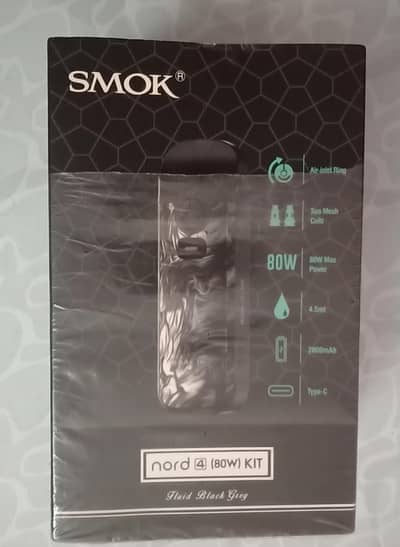 SMOK®
Air Inlet Ring
Two Mesh
Coils
80W
80W Max
Power
4.5ml
2000mAh
Type-C
nord 4 (80W) KIT
Fluid Black Grey